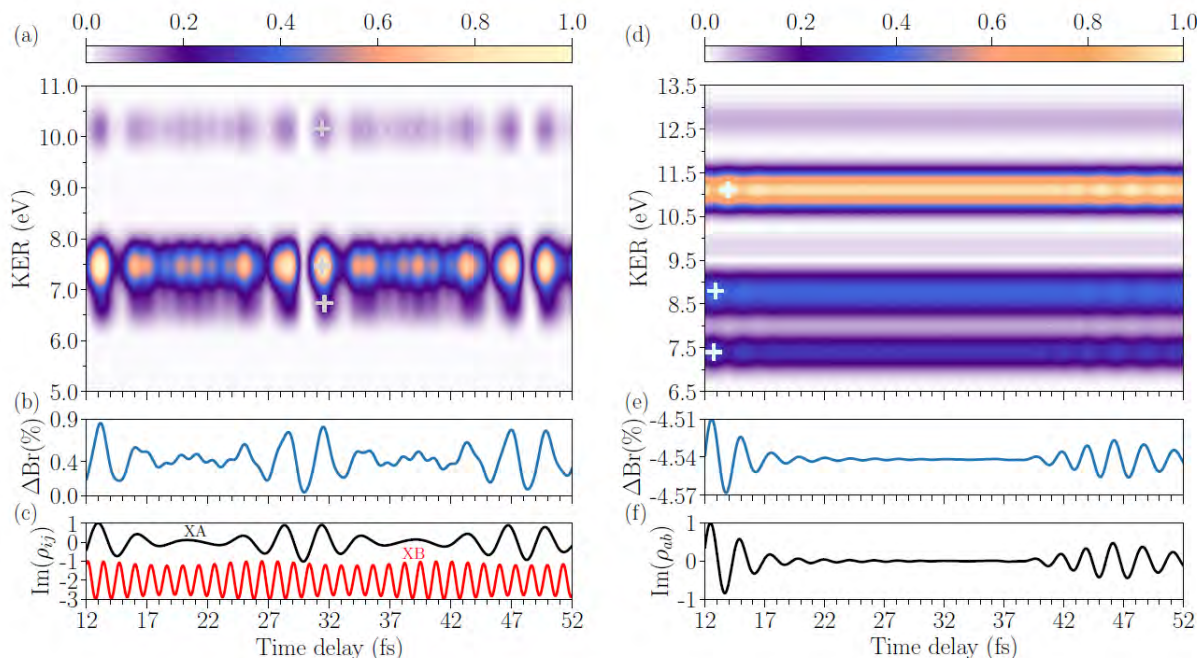 0.0 0.2 0.4 0.6 0.8 1.0
(a)
11.0
10.0
9.0
8.0
7.0
6.0
5.0
KER (eV)
(b)
0.9
0.4
0.0
ΔBr(%)
(c)
1
0
-1
-2
-3
Im(ρij)
XA
XB
12 17 22 27 32 37 42 47 52
Time delay (fs)
0.0 0.2 0.4 0.6 0.8 1.0
(d)
13.5
12.5
11.5
10.5
9.5
8.5
7.5
6.5
KER (eV)
(e)
-4.51
-4.54
-4.57
ΔBr(%)
(f)
1
0
-1
Im(ρab)
12 17 22 27 32 37 42 47 52
Time delay (fs)